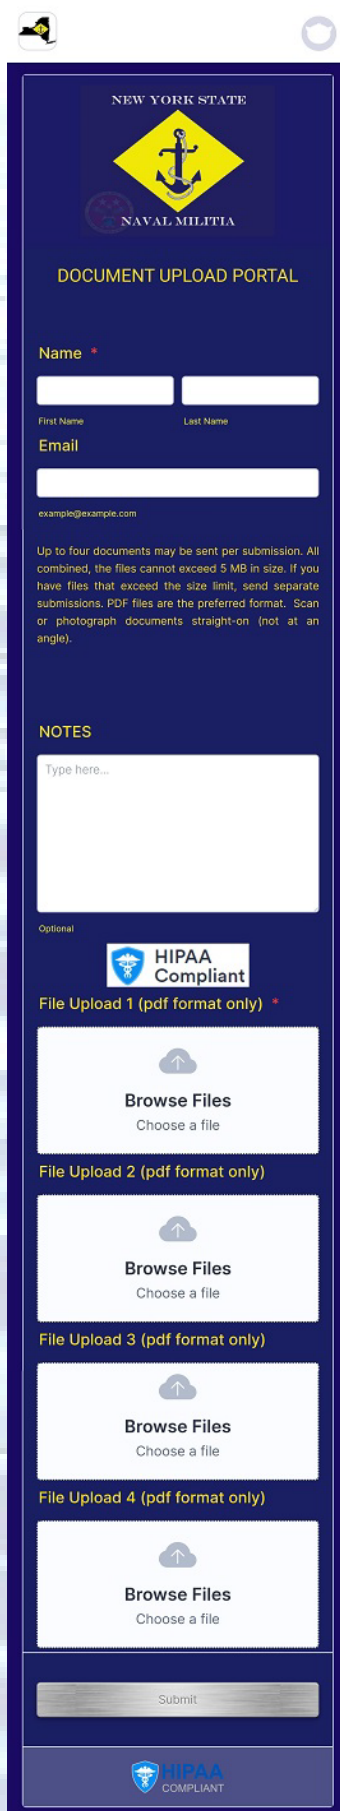 NEW YORK STATE
NAVAL MILITIA
DOCUMENT UPLOAD PORTAL
Name *
First Name Last Name
Email
example@example.com
Up to four documents may be sent per submission. All
combined, the files cannot exceed 5 MB in size. If you
have files that exceed the size limit, send separate
submissions. PDF files are the preferred format. Scan
or photograph documents straight-on (not at an
angle).
NOTES
Type here...
Optional
HIPAA
Compliant
File Upload 1 (pdf format only) *
Browse Files
Choose a file
File Upload 2 (pdf format only)
Browse Files
Choose a file
File Upload 3 (pdf format only)
Browse Files
Choose a file
File Upload 4 (pdf format only)
Browse Files
Choose a file
Submit
HIPAA
COMPLIANT